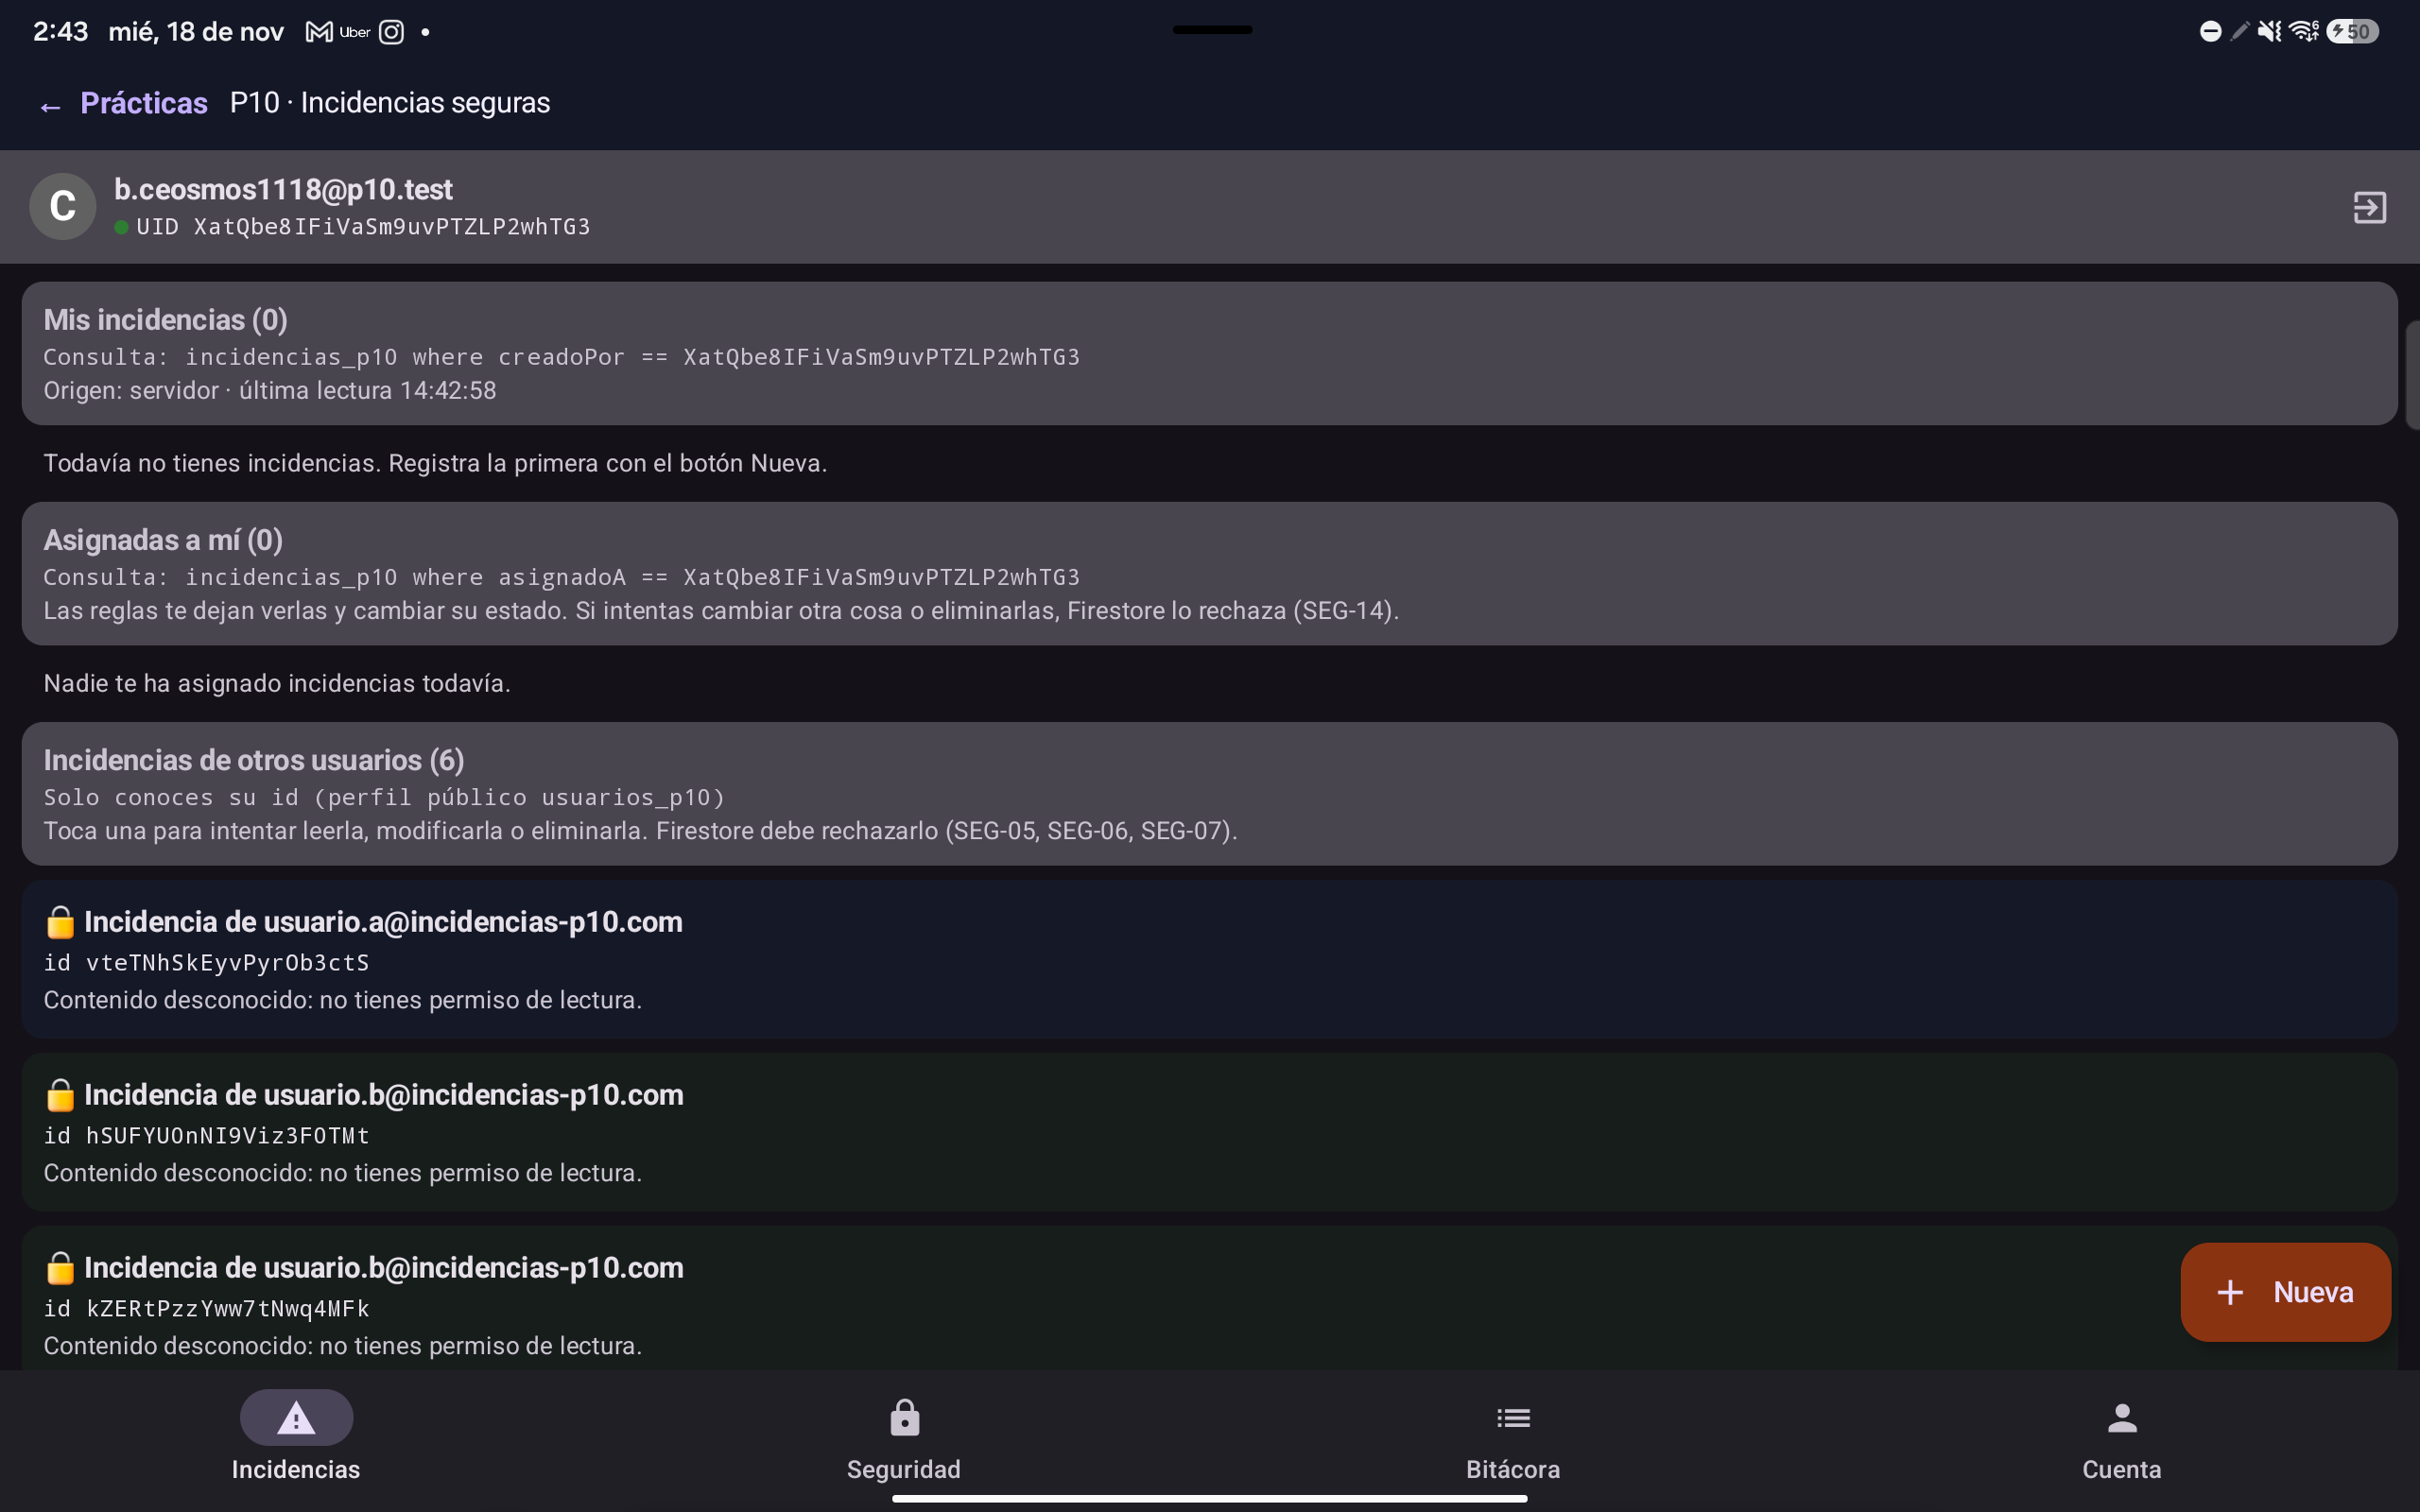 2:43 mié, 18 de nov Uber 6 50
← Prácticas P10 · Incidencias seguras
C
b.ceosmos1118@p10.test
UID XatQbe8IFiVaSm9uvPTZLP2whTG3
Mis incidencias (0)
Consulta: incidencias_p10 where creadoPor == XatQbe8IFiVaSm9uvPTZLP2whTG3
Origen: servidor · última lectura 14:42:58
Todavía no tienes incidencias. Registra la primera con el botón Nueva.
Asignadas a mí (0)
Consulta: incidencias_p10 where asignadoA == XatQbe8IFiVaSm9uvPTZLP2whTG3
Las reglas te dejan verlas y cambiar su estado. Si intentas cambiar otra cosa o eliminarlas, Firestore lo rechaza (SEG-14).
Nadie te ha asignado incidencias todavía.
Incidencias de otros usuarios (6)
Solo conoces su id (perfil público usuarios_p10)
Toca una para intentar leerla, modificarla o eliminarla. Firestore debe rechazarlo (SEG-05, SEG-06, SEG-07).
Incidencia de usuario.a@incidencias-p10.com
id vteTNhSkEyvPyrOb3ctS
Contenido desconocido: no tienes permiso de lectura.
Incidencia de usuario.b@incidencias-p10.com
id hSUFYUOnNI9Viz3FOTMt
Contenido desconocido: no tienes permiso de lectura.
Incidencia de usuario.b@incidencias-p10.com
id kZERtPzzYww7tNwq4MFk
Contenido desconocido: no tienes permiso de lectura.
+ Nueva
Incidencias
Seguridad
Bitácora
Cuenta